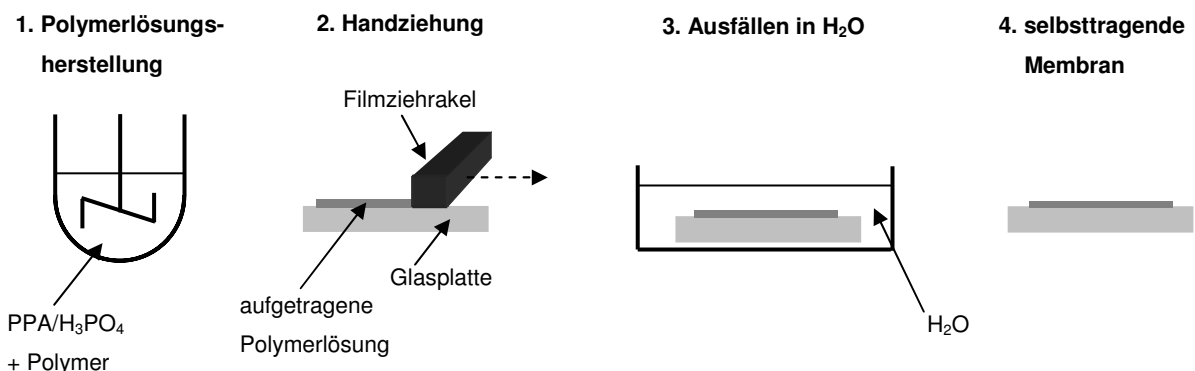 1. Polymerlösungs-
herstellung
2. Handziehung
3. Ausfällen in H₂O
4. selbsttragende
Membran
Filmziehrakel
Glasplatte
aufgetragene
Polymerlösung
PPA/H₃PO₄
+ Polymer
H₂O